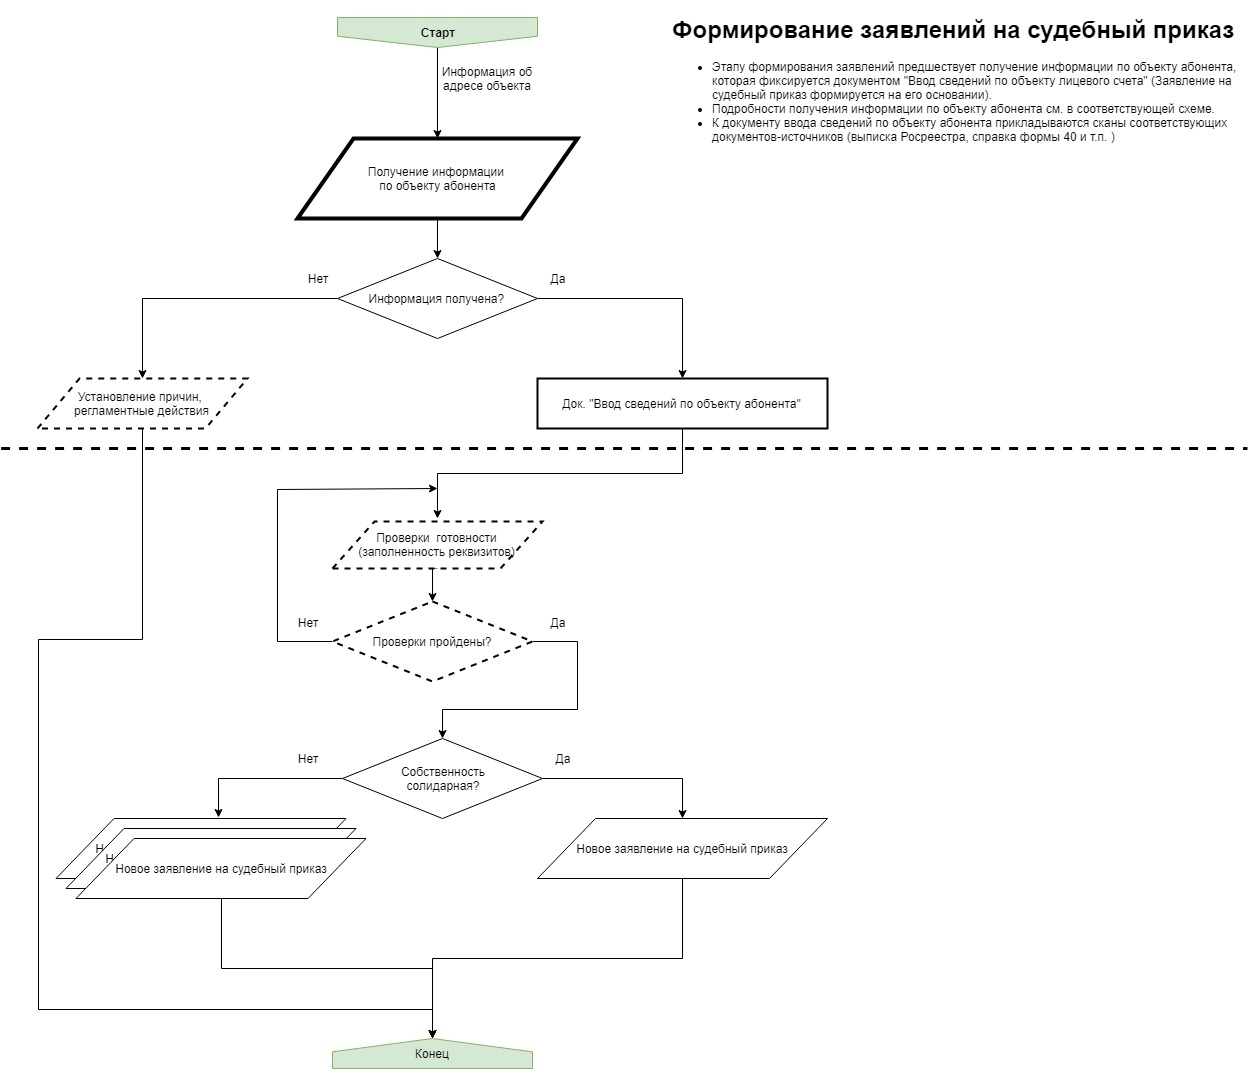 Формирование заявлений на судебный приказ
Этапу формирования заявлений предшествует получение информации по объекту абонента,
которая фиксируется документом "Ввод сведений по объекту лицевого счета" (Заявление на
судебный приказ формируется на его основании).
Подробности получения информации по объекту абонента см. в соответствующей схеме.
К документу ввода сведений по объекту абонента прикладываются сканы соответствующих
документов-источников (выписка Росреестра, справка формы 40 и т.п. )
Старт
Информация об
адресе объекта
Получение информации
по объекту абонента
Нет
Да
Информация получена?
Установление причин,
регламентные действия
Док. "Ввод сведений по объекту абонента"
Проверки готовности
(заполненность реквизитов)
Нет
Да
Проверки пройдены?
Нет
Да
Собственность
солидарная?
Н
Н
Новое заявление на судебный приказ
Новое заявление на судебный приказ
Конец